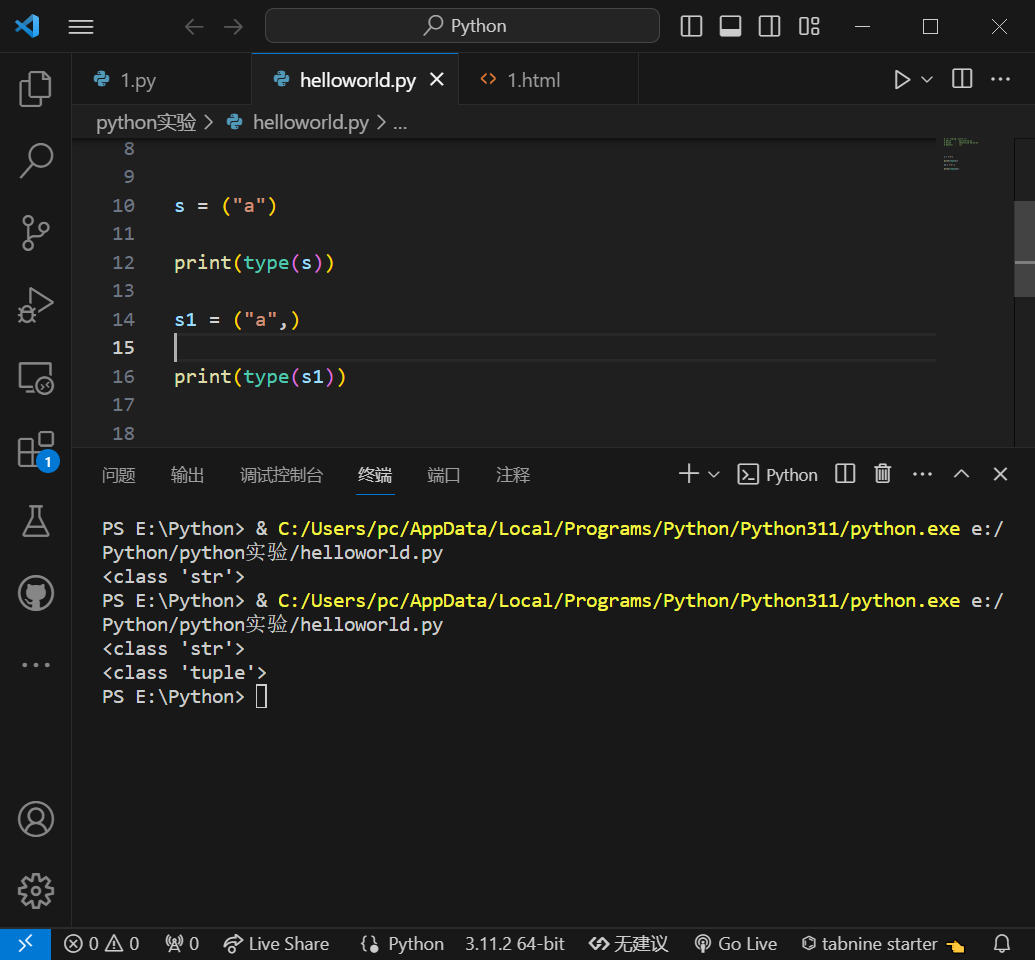 Python
1.py
helloworld.py
1.html
python实验 > helloworld.py > ...
8
9
10 s = ("a")
11
12 print(type(s))
13
14 s1 = ("a",)
15
16 print(type(s1))
17
18
问题 输出 调试控制台 终端 端口 注释
Python
PS E:\Python> & C:/Users/pc/AppData/Local/Programs/Python/Python311/python.exe e:/
Python/python实验/helloworld.py
<class 'str'>
PS E:\Python> & C:/Users/pc/AppData/Local/Programs/Python/Python311/python.exe e:/
Python/python实验/helloworld.py
<class 'str'>
<class 'tuple'>
PS E:\Python>
1
0 0 0 Live Share Python 3.11.2 64-bit 无建议 Go Live tabnine starter